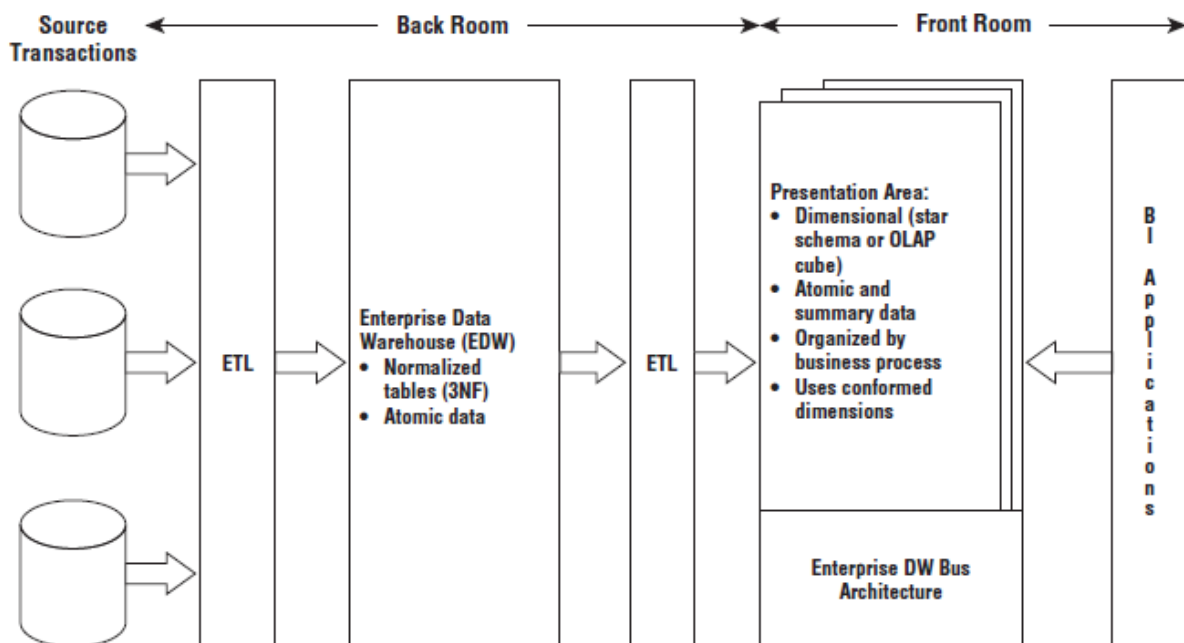 Source
Transactions
Back Room
Front Room
ETL
Enterprise Data
Warehouse (EDW)
• Normalized
tables (3NF)
• Atomic data
ETL
Presentation Area:
• Dimensional (star
schema or OLAP
cube)
• Atomic and
summary data
• Organized by
business process
• Uses conformed
dimensions
Enterprise DW Bus
Architecture
BI Applications